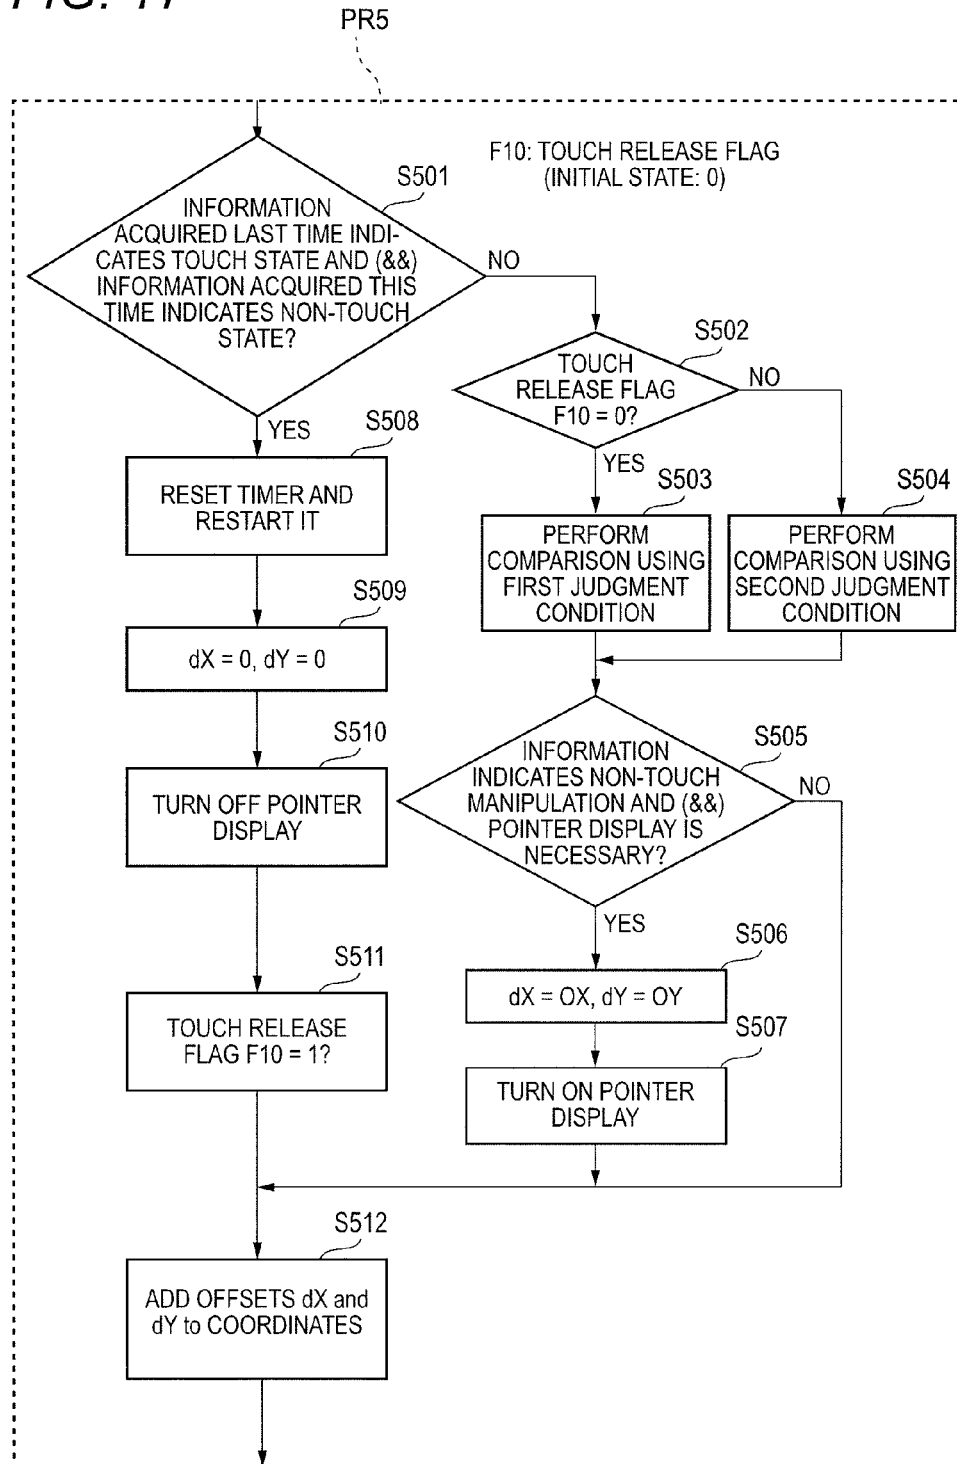 FIG. 17
PR5
F10: TOUCH RELEASE FLAG
(INITIAL STATE: 0)
S501
INFORMATION
ACQUIRED LAST TIME INDI-
CATES TOUCH STATE AND (&&)
INFORMATION ACQUIRED THIS
TIME INDICATES NON-TOUCH
STATE?
NO
YES
S502
TOUCH
RELEASE FLAG
F10 = 0?
NO
YES
S508
RESET TIMER AND
RESTART IT
S503
PERFORM
COMPARISON USING
FIRST JUDGMENT
CONDITION
S504
PERFORM
COMPARISON USING
SECOND JUDGMENT
CONDITION
S509
dX = 0, dY = 0
S510
TURN OFF POINTER
DISPLAY
S505
INFORMATION
INDICATES NON-TOUCH
MANIPULATION AND (&&)
POINTER DISPLAY IS
NECESSARY?
NO
YES
S506
dX = OX, dY = OY
S511
TOUCH RELEASE
FLAG F10 = 1?
S507
TURN ON POINTER
DISPLAY
S512
ADD OFFSETS dX and
dY to COORDINATES